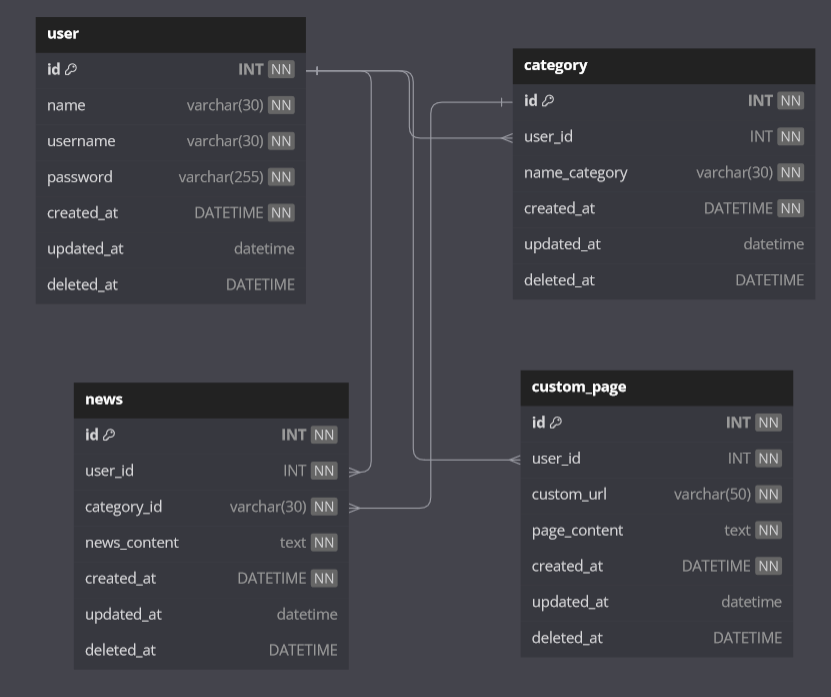 user
id INT NN
name varchar(30) NN
username varchar(30) NN
password varchar(255) NN
created_at DATETIME NN
updated_at datetime
deleted_at DATETIME
category
id INT NN
user_id INT NN
name_category varchar(30) NN
created_at DATETIME NN
updated_at datetime
deleted_at DATETIME
news
id INT NN
user_id INT NN
category_id varchar(30) NN
news_content text NN
created_at DATETIME NN
updated_at datetime
deleted_at DATETIME
custom_page
id INT NN
user_id INT NN
custom_url varchar(50) NN
page_content text NN
created_at DATETIME NN
updated_at datetime
deleted_at DATETIME